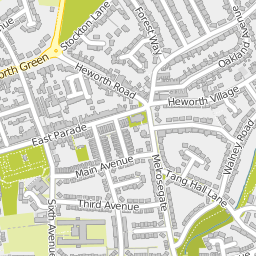 Stockton Lane
Forest Way
Oakland Avenue
orth Green
Heworth Road
Heworth Village
East Parade
Walney Road
Main Avenue
Melrosegate
Tang Hall Lane
Sixth Avenue
Third Avenue